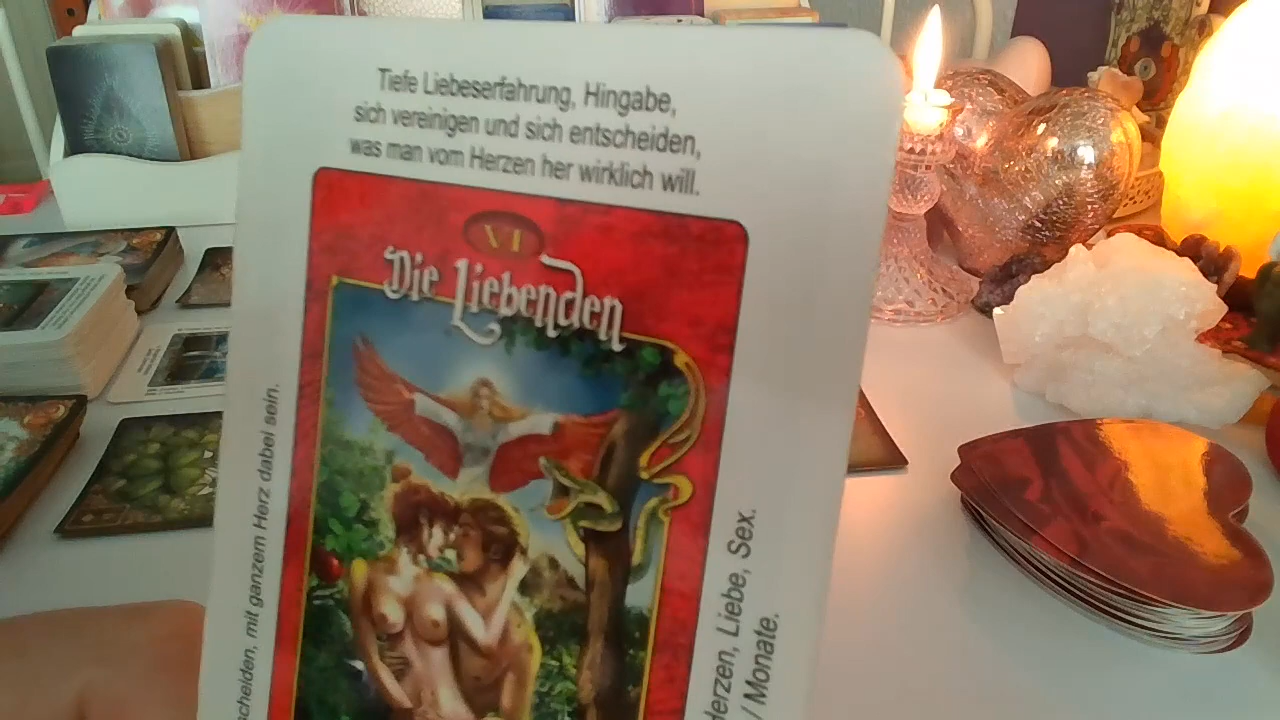 Tiefe Liebeserfahrung, Hingabe,
sich vereinigen und sich entscheiden,
was man vom Herzen her wirklich will.
VI
Die Liebenden
scheiden, mit ganzem Herz dabei sein.
Herzen, Liebe, Sex.
/ Monate.